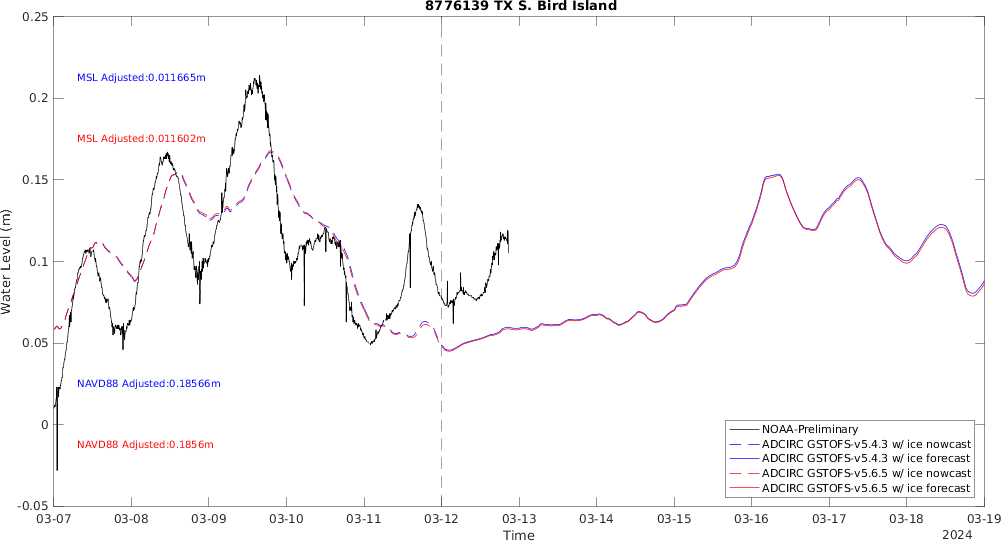 8776139 TX S. Bird Island
0.25
0.2
0.15
0.1
0.05
0
-0.05
Water Level (m)
MSL Adjusted:0.011665m
MSL Adjusted:0.011602m
NAVD88 Adjusted:0.18566m
NAVD88 Adjusted:0.1856m
NOAA-Preliminary
ADCIRC GSTOFS-v5.4.3 w/ ice nowcast
ADCIRC GSTOFS-v5.4.3 w/ ice forecast
ADCIRC GSTOFS-v5.6.5 w/ ice nowcast
ADCIRC GSTOFS-v5.6.5 w/ ice forecast
03-07 03-08 03-09 03-10 03-11 03-12 03-13 03-14 03-15 03-16 03-17 03-18 03-19
Time
2024